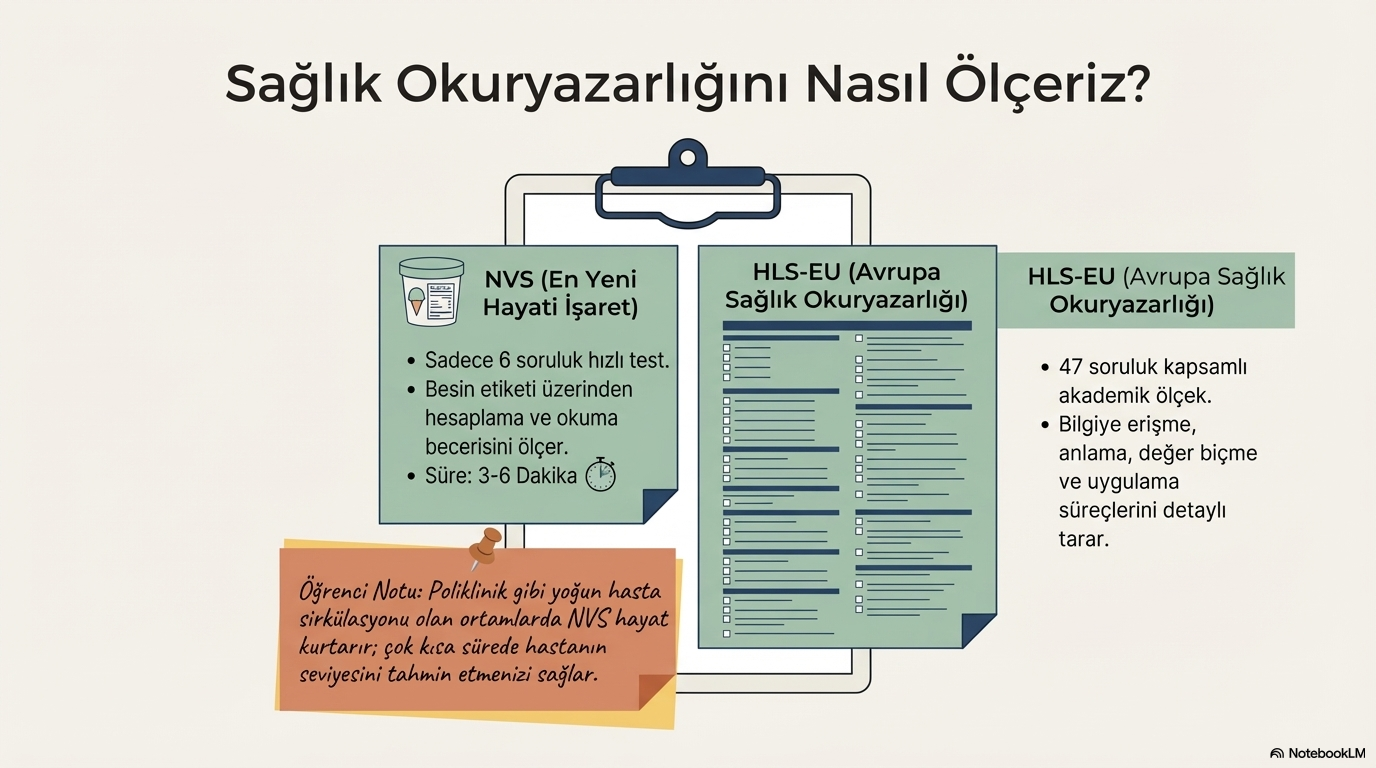 Sağlık Okuryazarlığını Nasıl Ölçeriz?
NVS (En Yeni
Hayati İşaret)
• Sadece 6 soruluk hızlı test.
• Besin etiketi üzerinden
hesaplama ve okuma
becerisini ölçer.
• Süre: 3-6 Dakika
HLS-EU (Avrupa
Sağlık Okuryazarlığı)
HLS-EU (Avrupa Sağlık
Okuryazarlığı)
• 47 soruluk kapsamlı
akademik ölçek.
• Bilgiye erişme,
anlama, değer biçme
ve uygulama
süreçlerini detaylı
tarar.
Öğrenci Notu: Poliklinik gibi yoğun hasta
sirkülasyonu olan ortamlarda NVS hayat
kurtarır; çok kısa sürede hastanın
seviyesini tahmin etmenizi sağlar.
NotebookLM